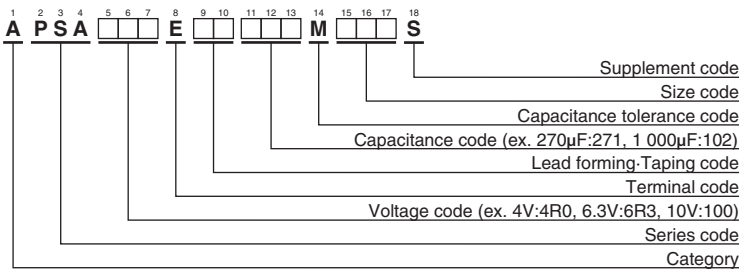 1 2 3 4 5 6 7 8 9 10 11 12 13 14 15 16 17 18
A PSA E M S
Supplement code
Size code
Capacitance tolerance code
Capacitance code (ex. 270µF:271, 1 000µF:102)
Lead forming·Taping code
Terminal code
Voltage code (ex. 4V:4R0, 6.3V:6R3, 10V:100)
Series code
Category